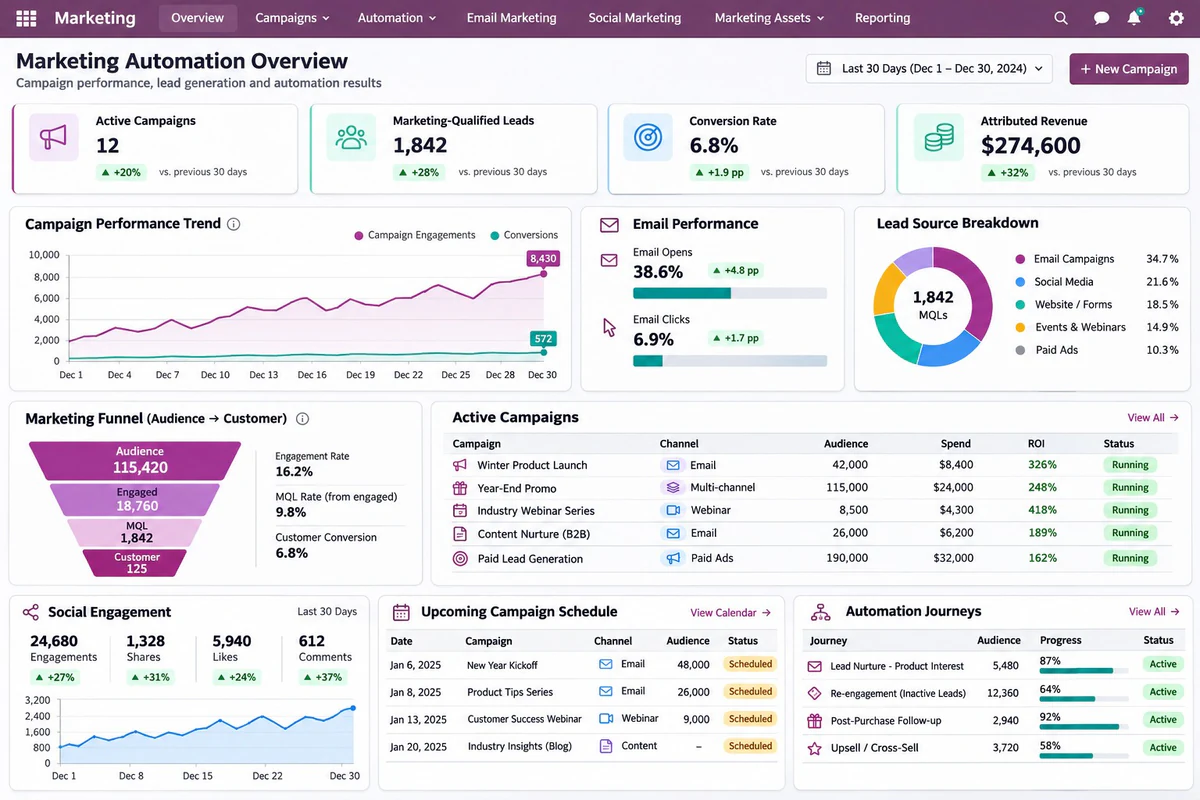 Marketing
Overview
Campaigns
Automation
Email Marketing
Social Marketing
Marketing Assets
Reporting
Marketing Automation Overview
Campaign performance, lead generation and automation results
Last 30 Days (Dec 1 – Dec 30, 2024)
+ New Campaign
Active Campaigns
12
▲ +20% vs. previous 30 days
Marketing-Qualified Leads
1,842
▲ +28% vs. previous 30 days
Conversion Rate
6.8%
▲ +1.9 pp vs. previous 30 days
Attributed Revenue
$274,600
▲ +32% vs. previous 30 days
Campaign Performance Trend
Campaign Engagements
Conversions
10,000
8,000
6,000
4,000
2,000
0
8,430
572
Dec 1 Dec 4 Dec 7 Dec 10 Dec 13 Dec 16 Dec 19 Dec 22 Dec 25 Dec 28 Dec 30
Email Performance
Email Opens
38.6% ▲ +4.8 pp
Email Clicks
6.9% ▲ +1.7 pp
Lead Source Breakdown
1,842
MQLs
Email Campaigns 34.7%
Social Media 21.6%
Website / Forms 18.5%
Events & Webinars 14.9%
Paid Ads 10.3%
Marketing Funnel (Audience → Customer)
Audience
115,420
Engaged
18,760
MQL
1,842
Customer
125
Engagement Rate
16.2%
MQL Rate (from engaged)
9.8%
Customer Conversion
6.8%
Active Campaigns
View All →
Campaign Channel Audience Spend ROI Status
Winter Product Launch Email 42,000 $8,400 326% Running
Year-End Promo Multi-channel 115,000 $24,000 248% Running
Industry Webinar Series Webinar 8,500 $4,300 418% Running
Content Nurture (B2B) Email 26,000 $6,200 189% Running
Paid Lead Generation Paid Ads 190,000 $32,000 162% Running
Social Engagement
Last 30 Days
24,680 1,328 5,940 612
Engagements Shares Likes Comments
▲ +27% ▲ +31% ▲ +24% ▲ +37%
3,200
2,400
1,600
800
0
Dec 1 Dec 8 Dec 15 Dec 22 Dec 30
Upcoming Campaign Schedule
View Calendar →
Date Campaign Channel Audience Status
Jan 6, 2025 New Year Kickoff Email 48,000 Scheduled
Jan 8, 2025 Product Tips Series Email 26,000 Scheduled
Jan 13, 2025 Customer Success Webinar Webinar 9,000 Scheduled
Jan 20, 2025 Industry Insights (Blog) Content – Scheduled
Automation Journeys
View All →
Journey Audience Progress Status
Lead Nurture - Product Interest 5,480 87% Active
Re-engagement (Inactive Leads) 12,360 64% Active
Post-Purchase Follow-up 2,940 92% Active
Upsell / Cross-Sell 3,720 58% Active